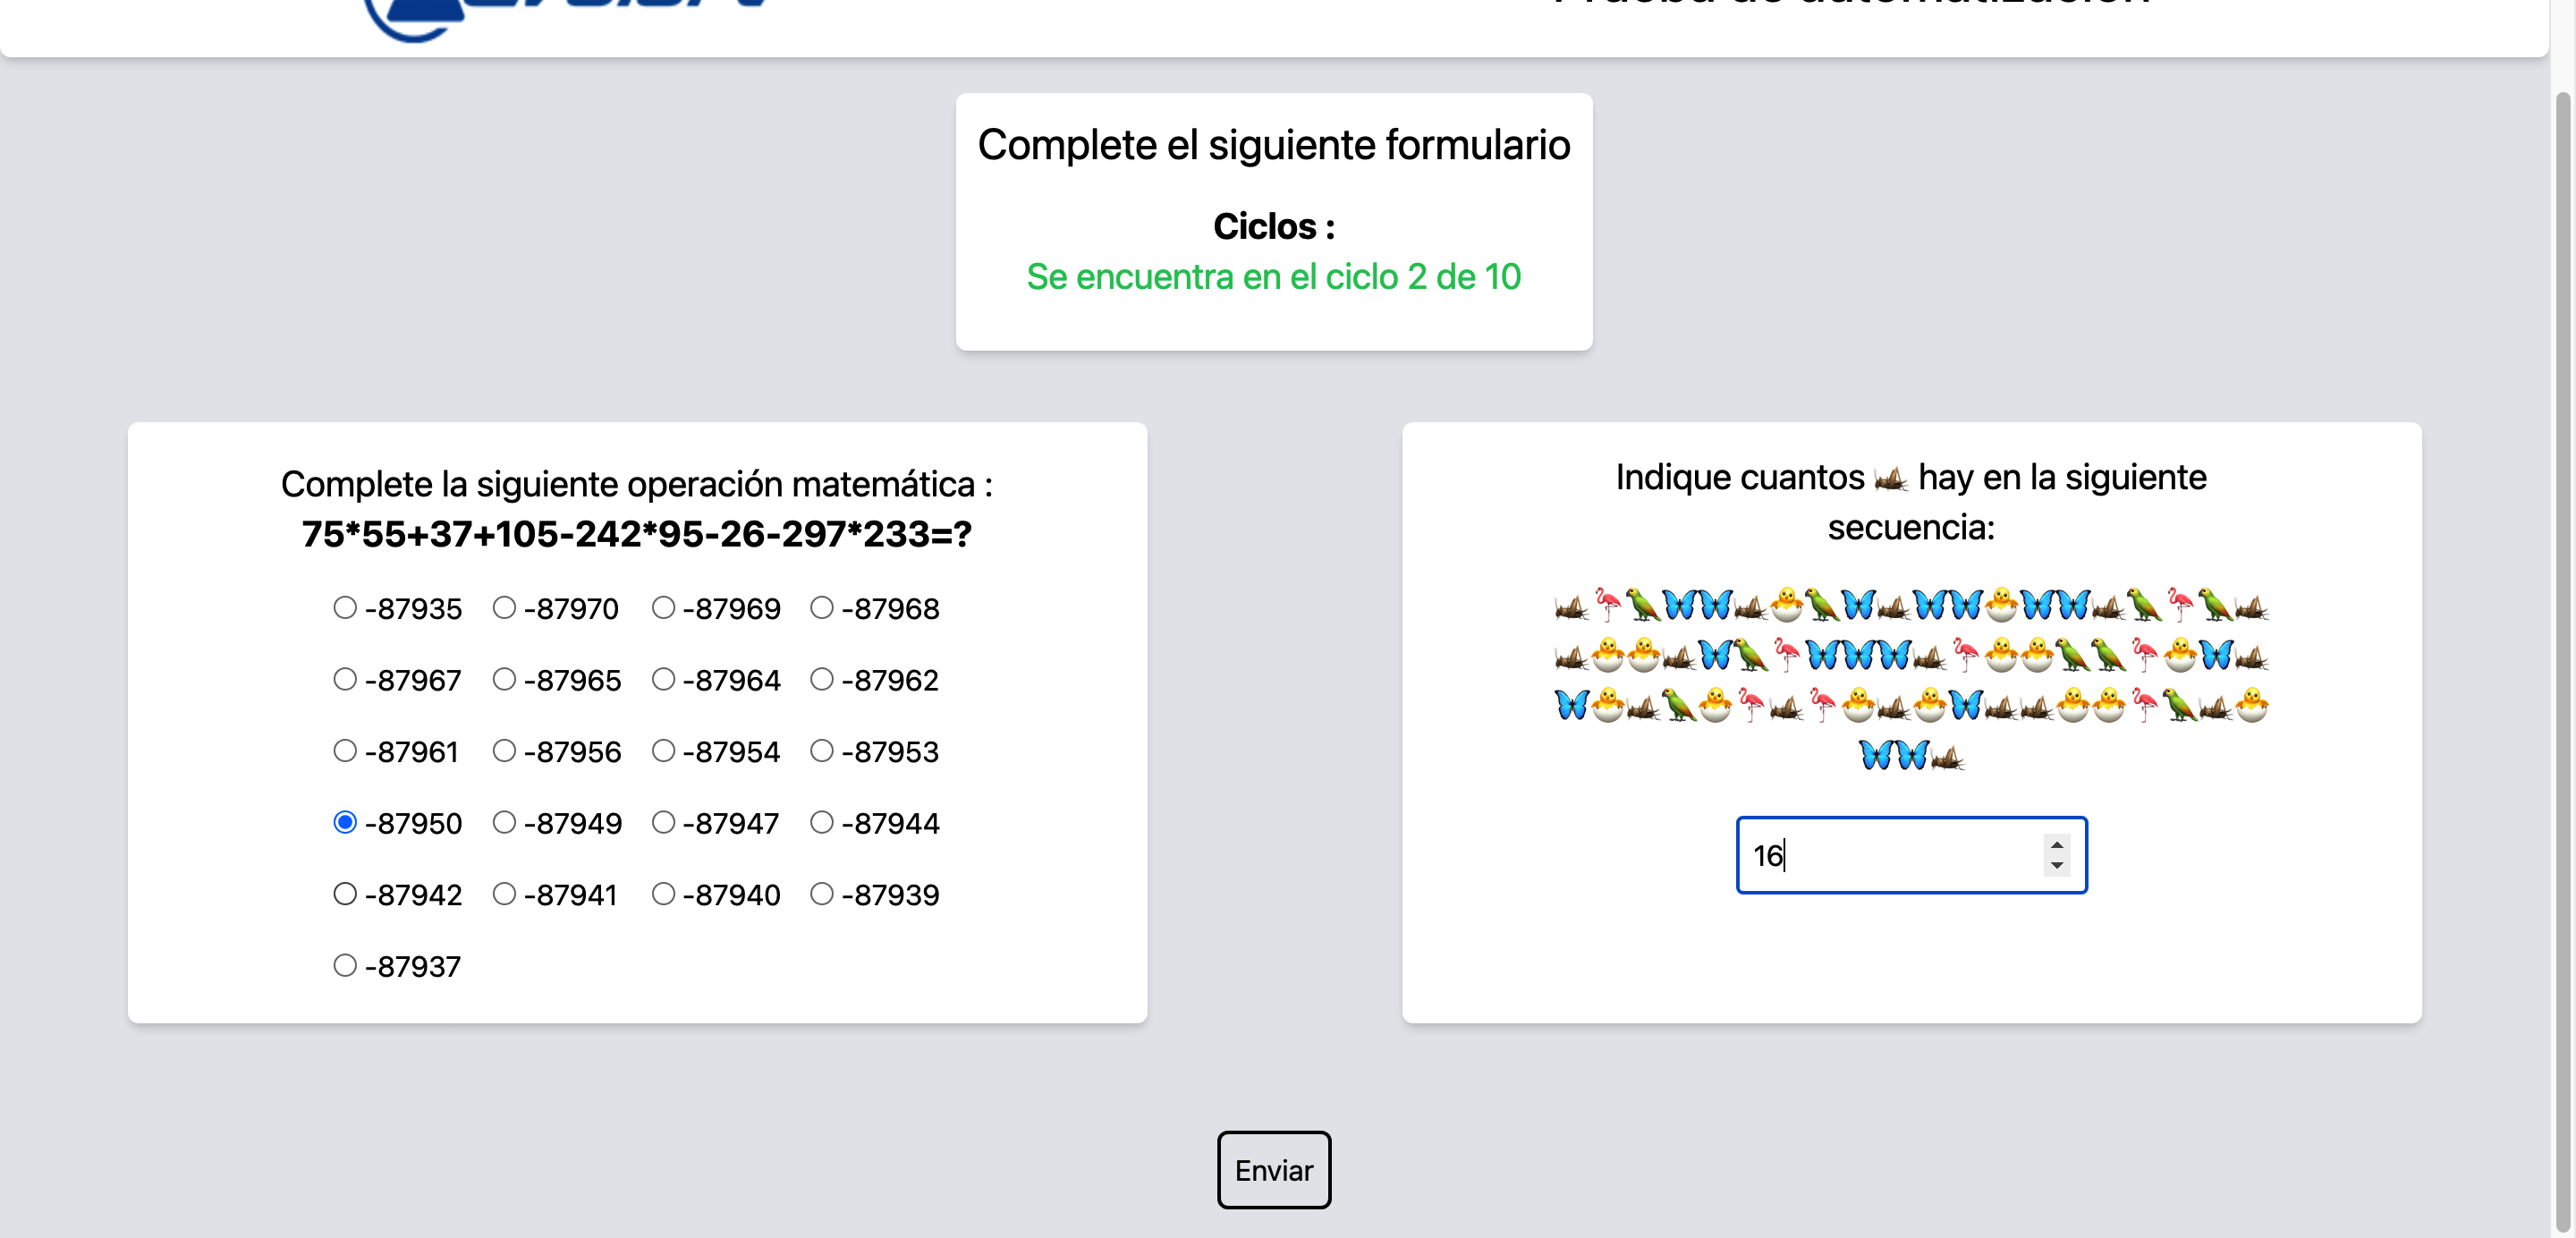 Prueba de automatización
Complete el siguiente formulario
Ciclos :
Se encuentra en el ciclo 2 de 10
Complete la siguiente operación matemática :
75*55+37+105-242*95-26-297*233=?
-87935 -87970 -87969 -87968
-87967 -87965 -87964 -87962
-87961 -87956 -87954 -87953
-87950 -87949 -87947 -87944
-87942 -87941 -87940 -87939
-87937
Indique cuantos 🦗 hay en la siguiente
secuencia:
🦗🦩🦜🦋🦋🦗🐣🦜🦋🦗🦋🦋🐣🦋🦋🦗🦜🦩🦜🦗
🦗🐣🐣🦗🦋🦜🦩🦋🦋🦋🦗🦩🐣🐣🦜🦜🦩🐣🦋🦗
🦋🐣🦗🦜🐣🦩🦗🦩🐣🦗🐣🦋🦗🦗🐣🐣🦩🦜🦗🐣
🦋🦋🦗
16
Enviar